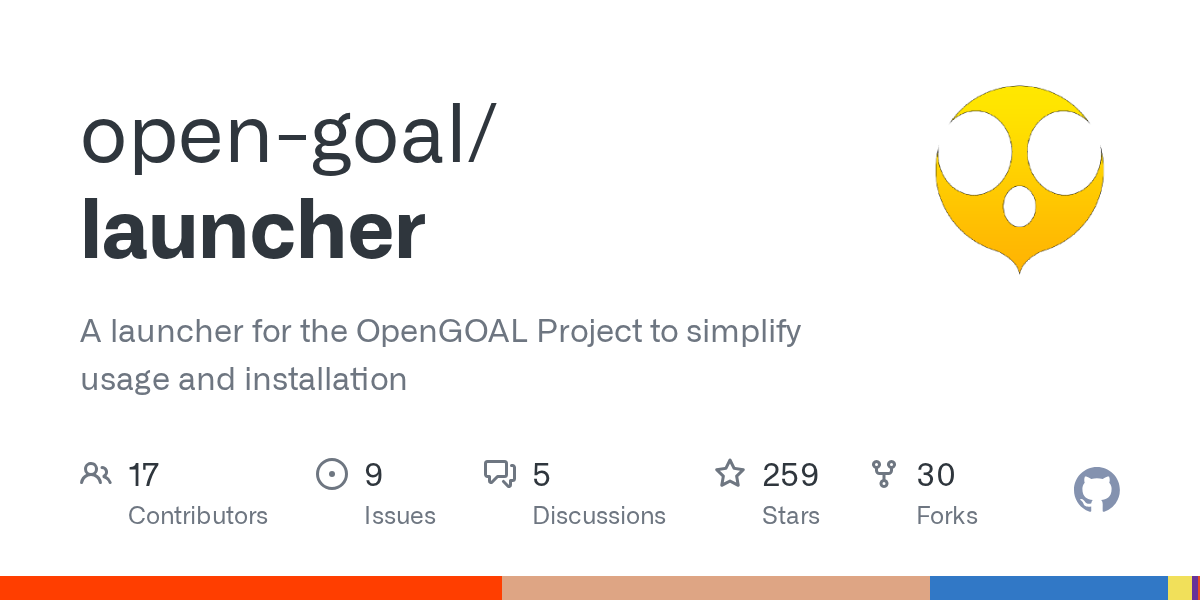 open-goal/
launcher
A launcher for the OpenGOAL Project to simplify
usage and installation
17 9 5 259 30
Contributors Issues Discussions Stars Forks